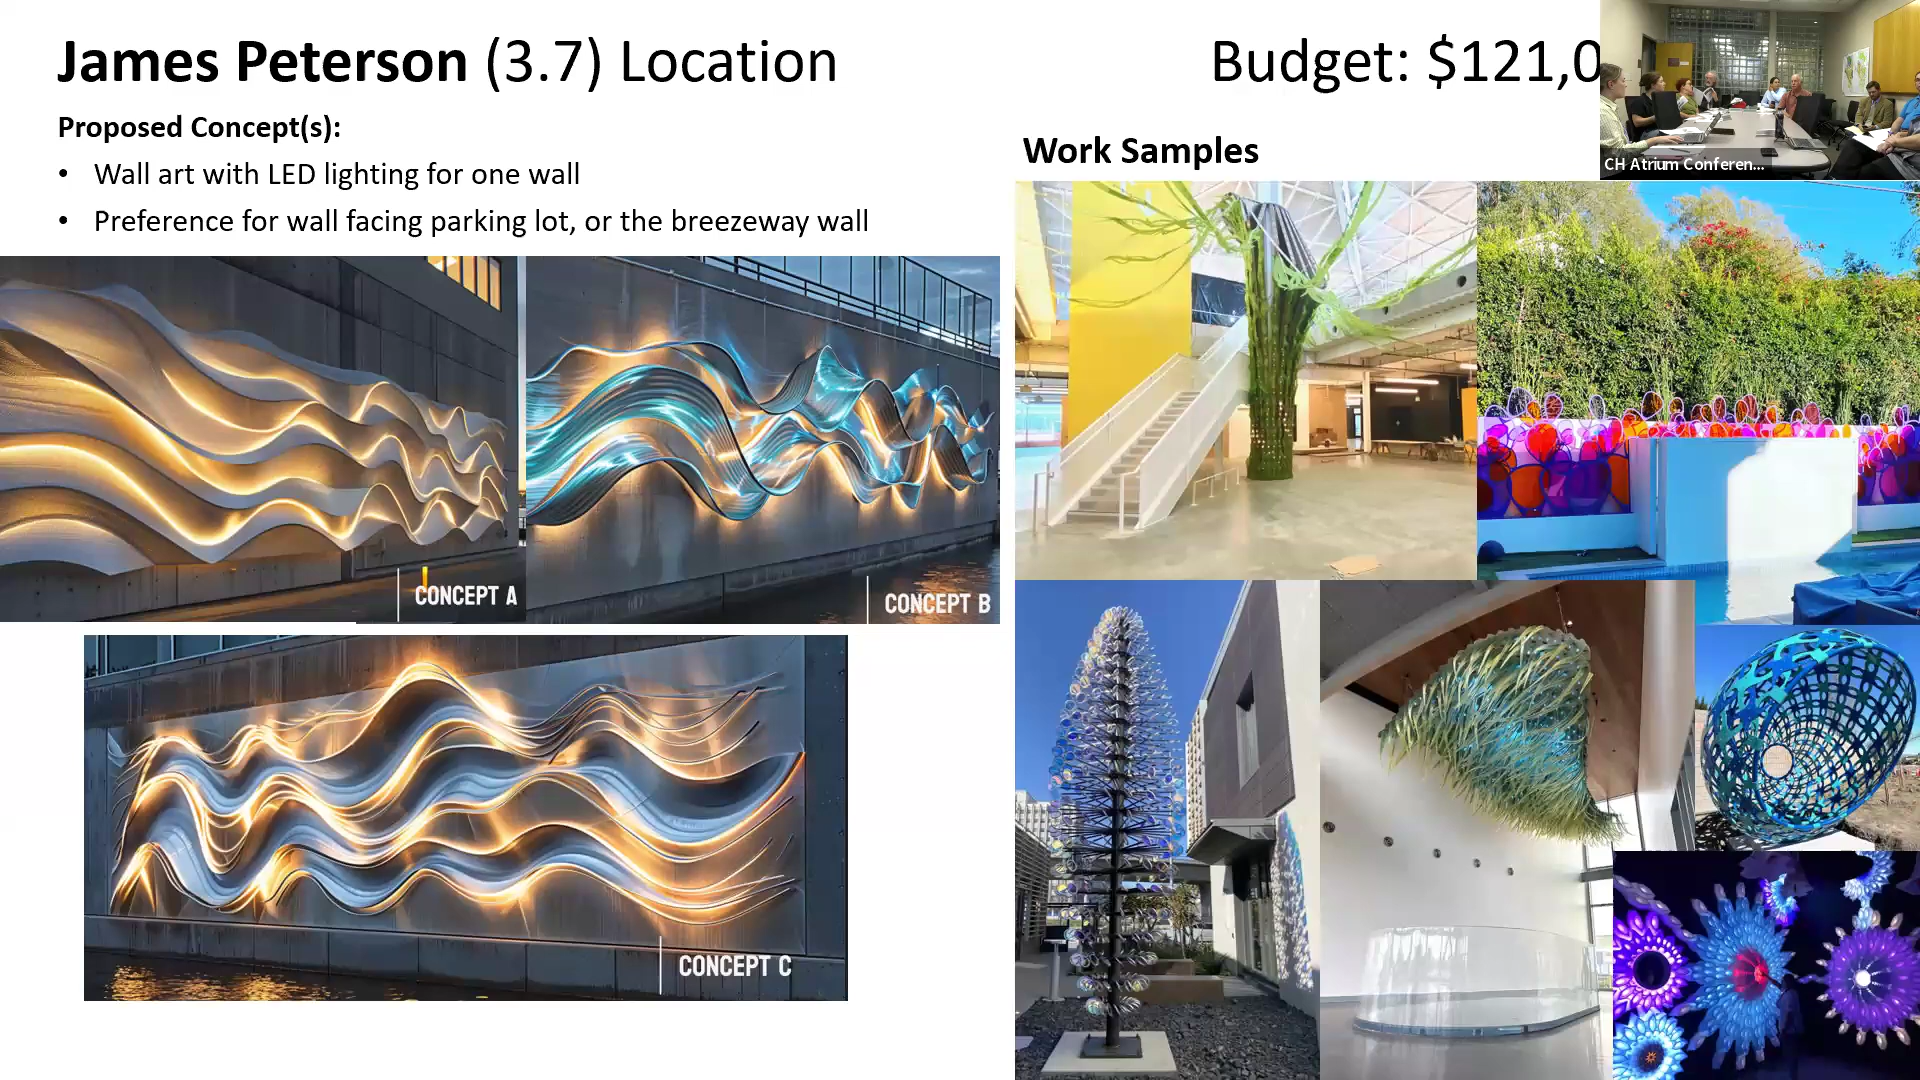 James Peterson (3.7) Location
Budget: $121,0
Proposed Concept(s):
• Wall art with LED lighting for one wall
• Preference for wall facing parking lot, or the breezeway wall
Work Samples
CH Atrium Conferen...
CONCEPT A
CONCEPT B
CONCEPT C